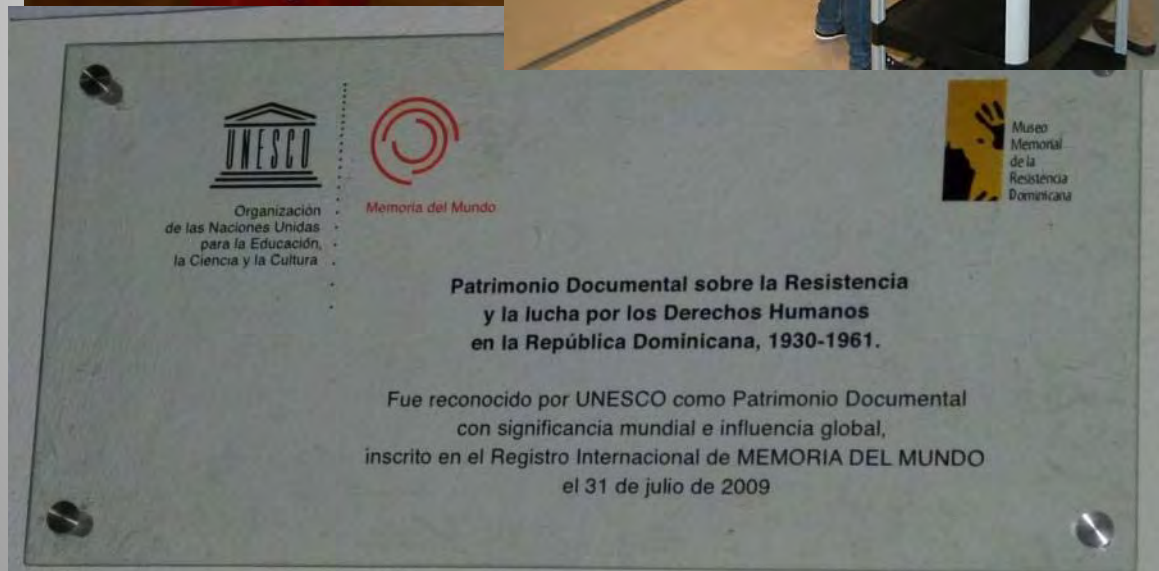 UNESCO
Organización
de las Naciones Unidas
para la Educación,
la Ciencia y la Cultura
Memoria del Mundo
Museo
Memorial
de la
Resistencia
Dominicana
Patrimonio Documental sobre la Resistencia
y la lucha por los Derechos Humanos
en la República Dominicana, 1930-1961.
Fue reconocido por UNESCO como Patrimonio Documental
con significancia mundial e influencia global,
inscrito en el Registro Internacional de MEMORIA DEL MUNDO
el 31 de julio de 2009